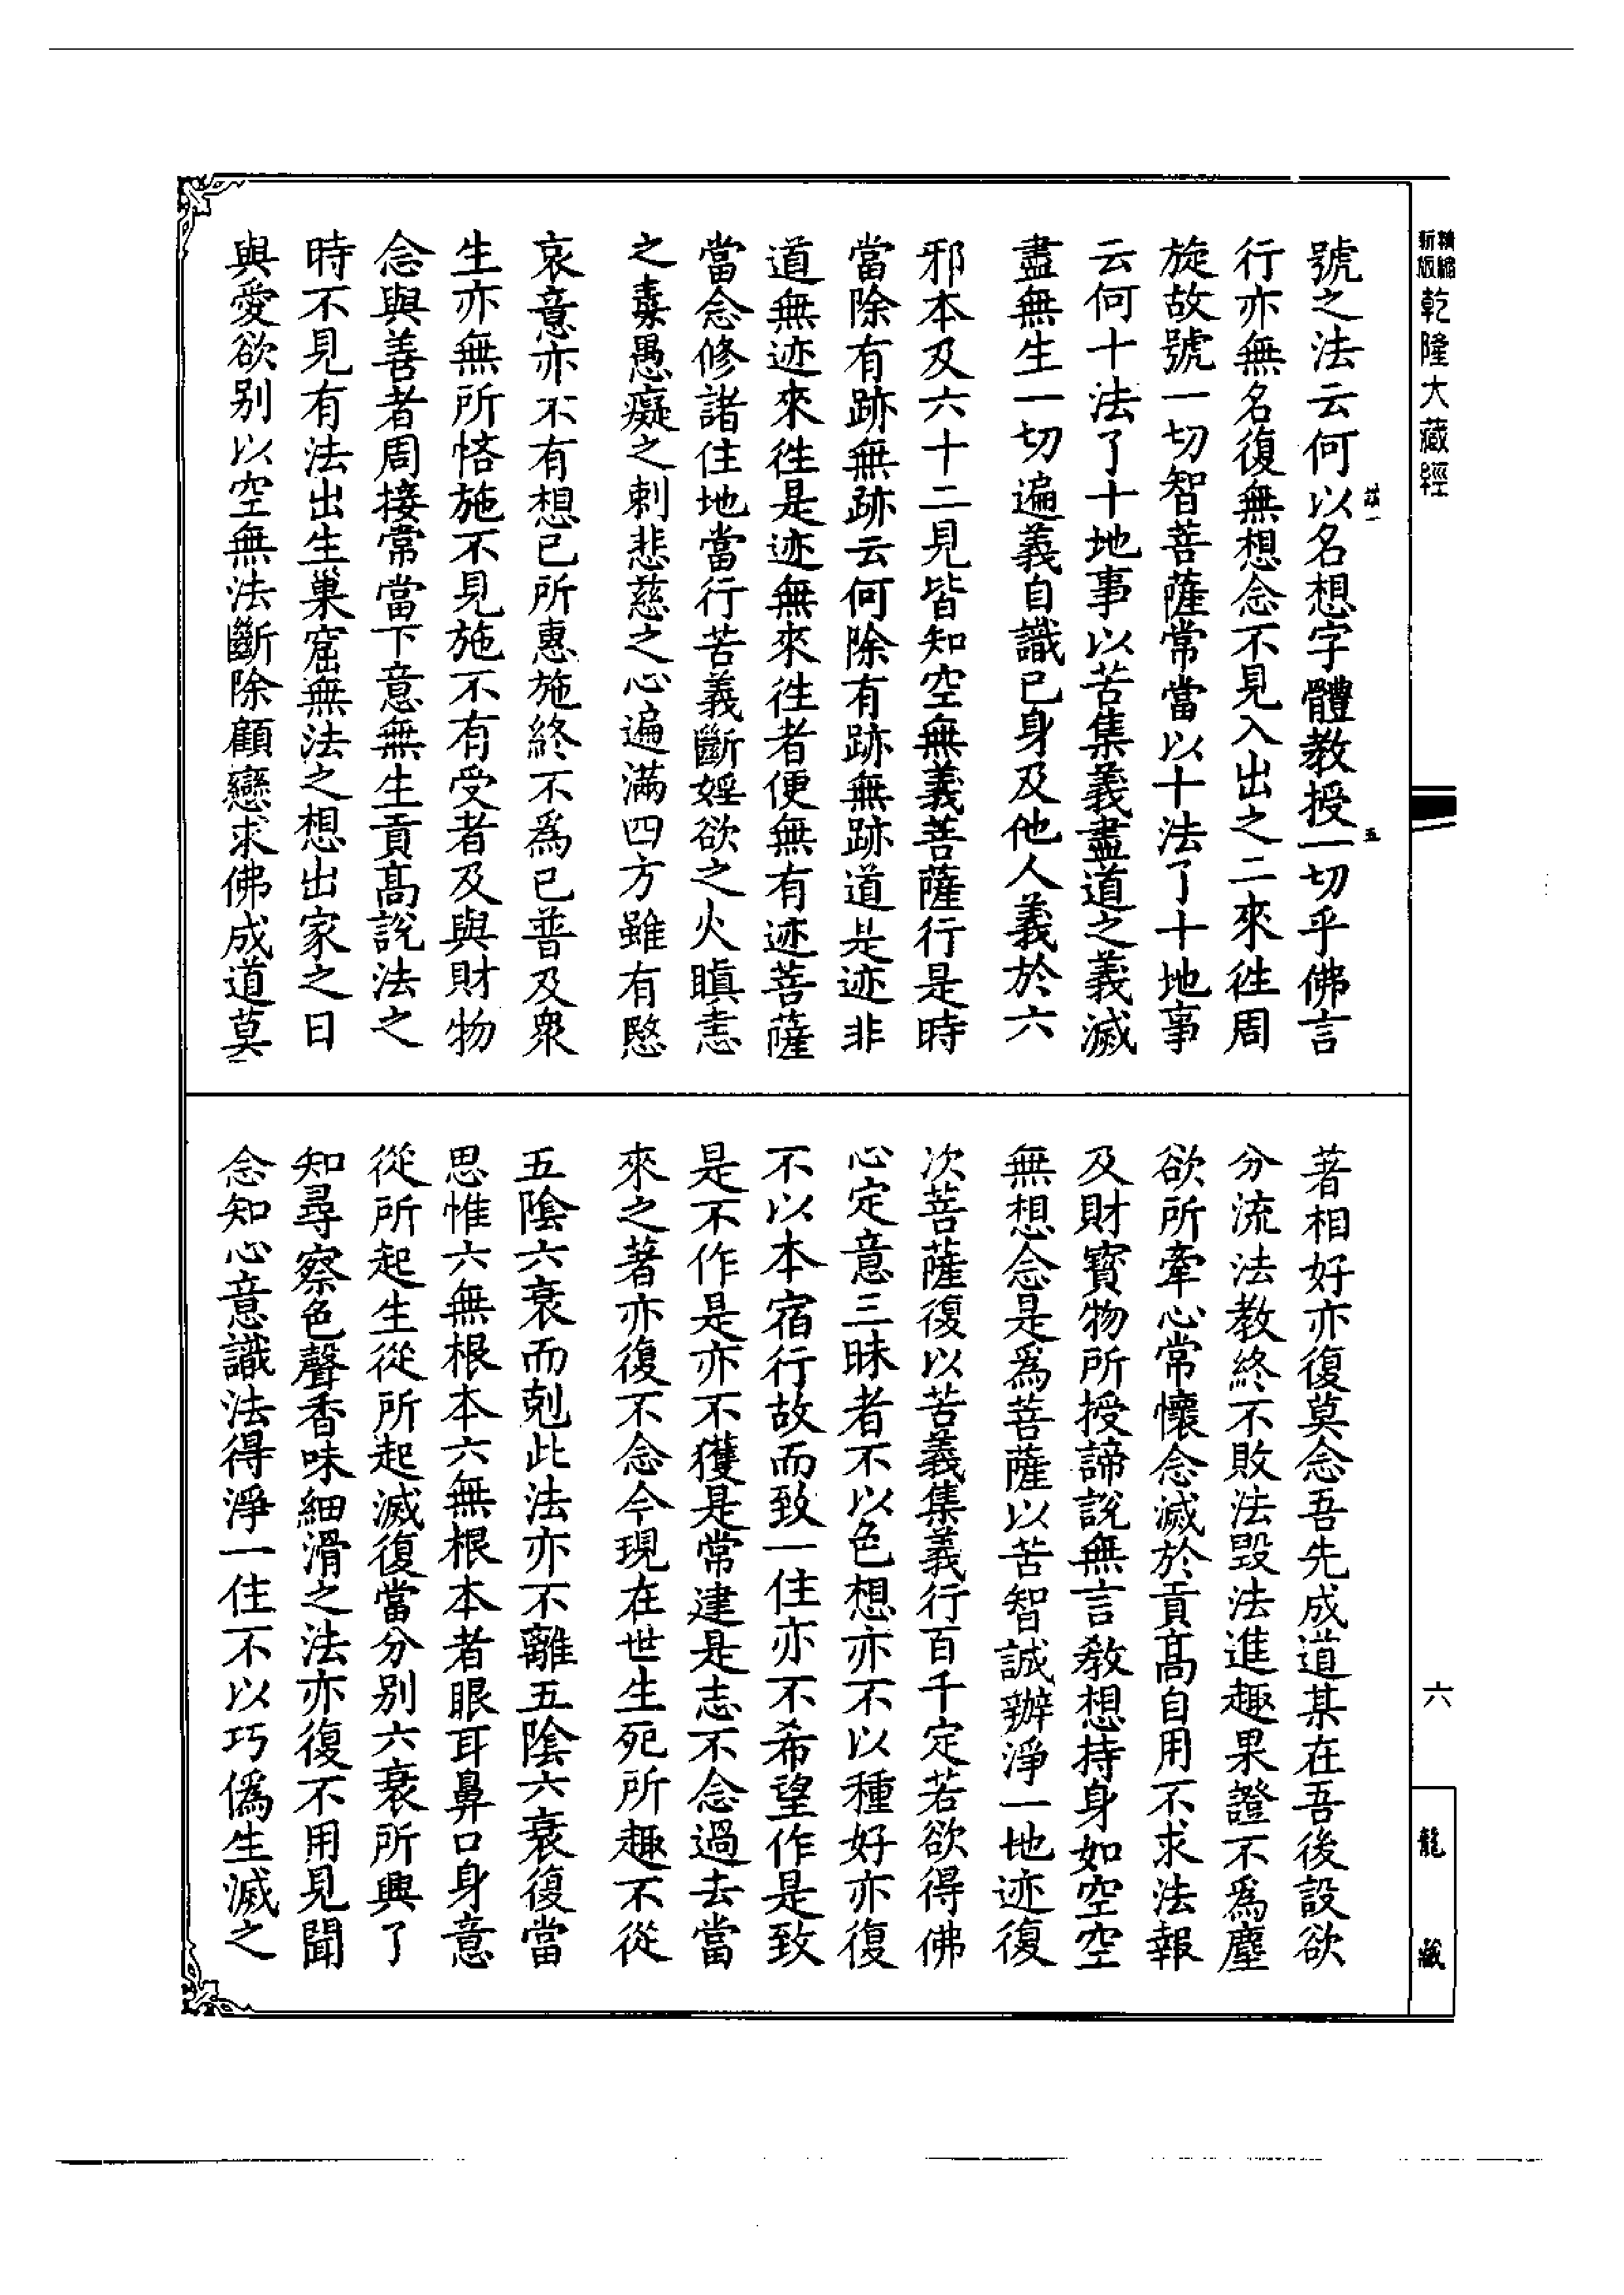 精縮新版乾隆大藏經
五
號之法云何以名想字體教授一切乎佛言
行亦無名復無想念不見入出之二來往周
旋故號一切智菩薩常當以十法了十地事
云何十法了十地事以苦集義盡道之義滅
盡無生一切遍義自識已身及他人義於六
邪本及六十二見皆知空無義菩薩行是時
當除有跡無跡云何除有跡無跡道是迹非
道無迹來往是迹無來往者便無有迹菩薩
當念修諸住地當行苦義斷婬欲之火瞋恚
之毒愚癡之刺悲慈之心遍滿四方雖有愍
哀意亦不有想已所惠施終不為已普及衆
生亦無所悋施不見施不有受者及與財物
念與善者周接常當下意無生貢高說法之
時不見有法出生巢窟無法之想出家之日
與愛欲别以空無法斷除顧戀求佛成道莫
著相好亦復莫念吾先成道某在吾後設欲
分流法教終不敗法毀法進趣果證不為塵
欲所牽心常懷念滅於貢高自用不求法報
及財寶物所授諦說無言教想持身如空空
無想念是為菩薩以苦智誠辦淨一地迹復
次菩薩復以苦義集義行百千定若欲得佛
心定意三昧者不以色想亦不以種好亦復
不以本宿行故而致一住亦不希望作是致
是不作是亦不獲是常建是志不念過去當
來之著亦復不念今現在世生死所趣不從
五陰六衰而剋此法亦不離五陰六衰復當
思惟六無根本六無根本者眼耳鼻口身意
從所起生從所起滅復當分别六衰所興了
知尋察色聲香味細滑之法亦復不用見聞
念知心意識法得淨一住不以巧偽生滅之
六
龍藏